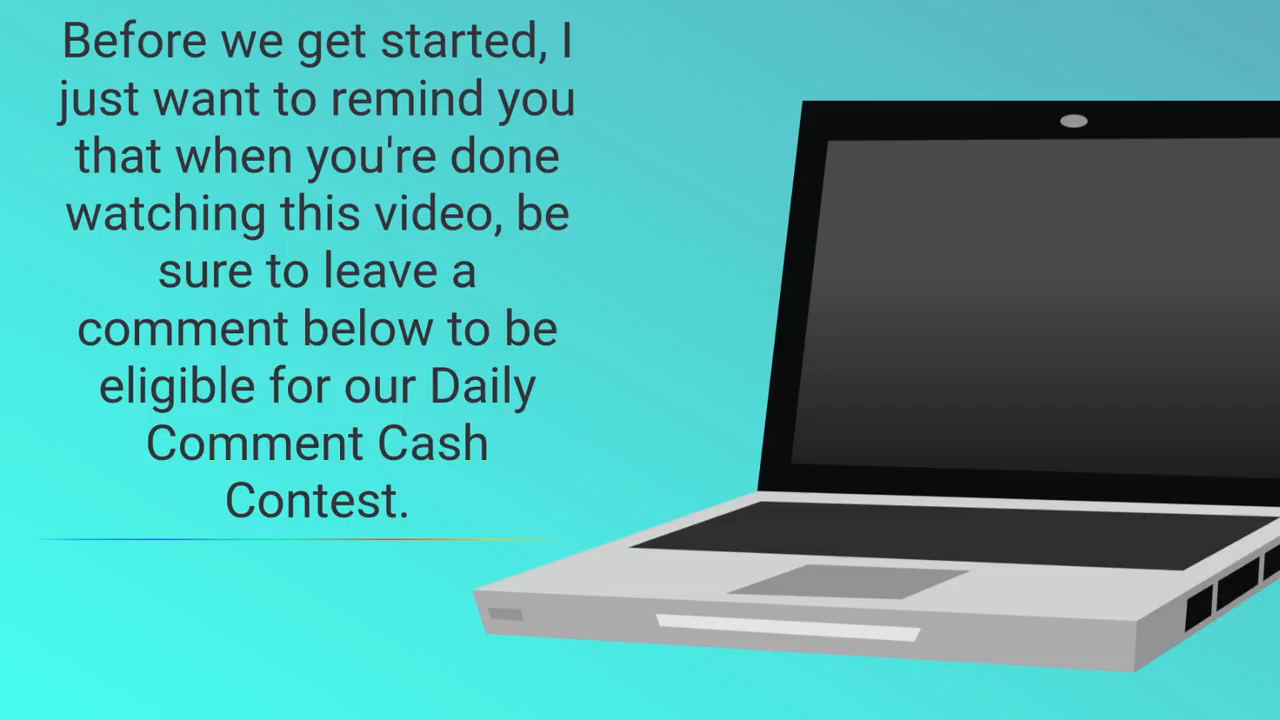 Before we get started, I
just want to remind you
that when you're done
watching this video, be
sure to leave a
comment below to be
eligible for our Daily
Comment Cash
Contest.